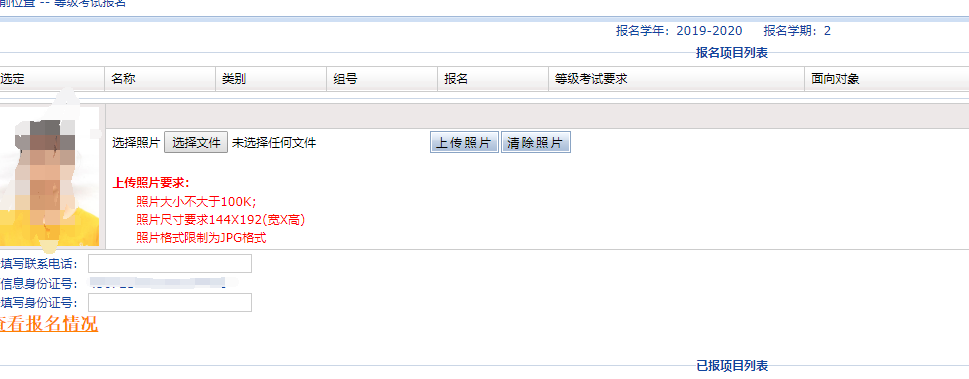 前位置 -- 等级考试报名
报名学年：2019-2020 报名学期：2
报名项目列表
选定 名称 类别 组号 报名 等级考试要求 面向对象
选择照片 选择文件 未选择任何文件 上传照片 清除照片
上传照片要求：
照片大小不大于100K；
照片尺寸要求144X192(宽X高)
照片格式限制为JPG格式
填写联系电话：
信息身份证号：
填写身份证号：
查看报名情况
已报项目列表